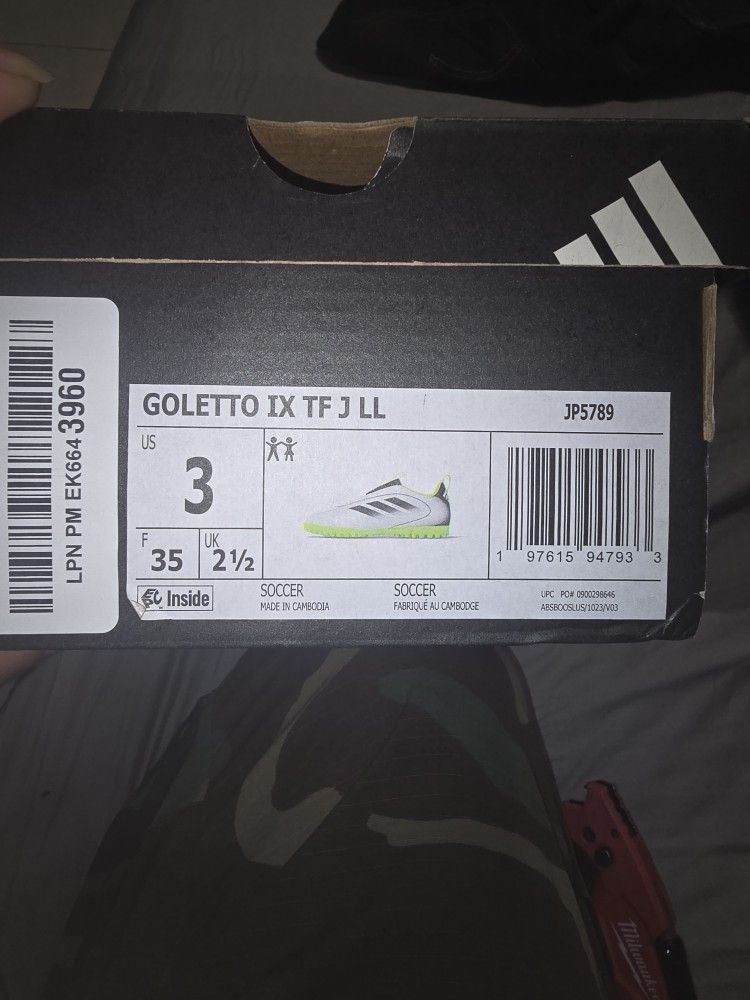 LPN PM EK664 3960
GOLETTO IX TF J LL
JP5789
US
3
F
35
UK
2½
1 97615 94793 3
Inside
SOCCER
MADE IN CAMBODIA
SOCCER
FABRIQUÉ AU CAMBODGE
UPC PO# 0900298646
ABSBOOSLUS/1023/V03
Milwaukee